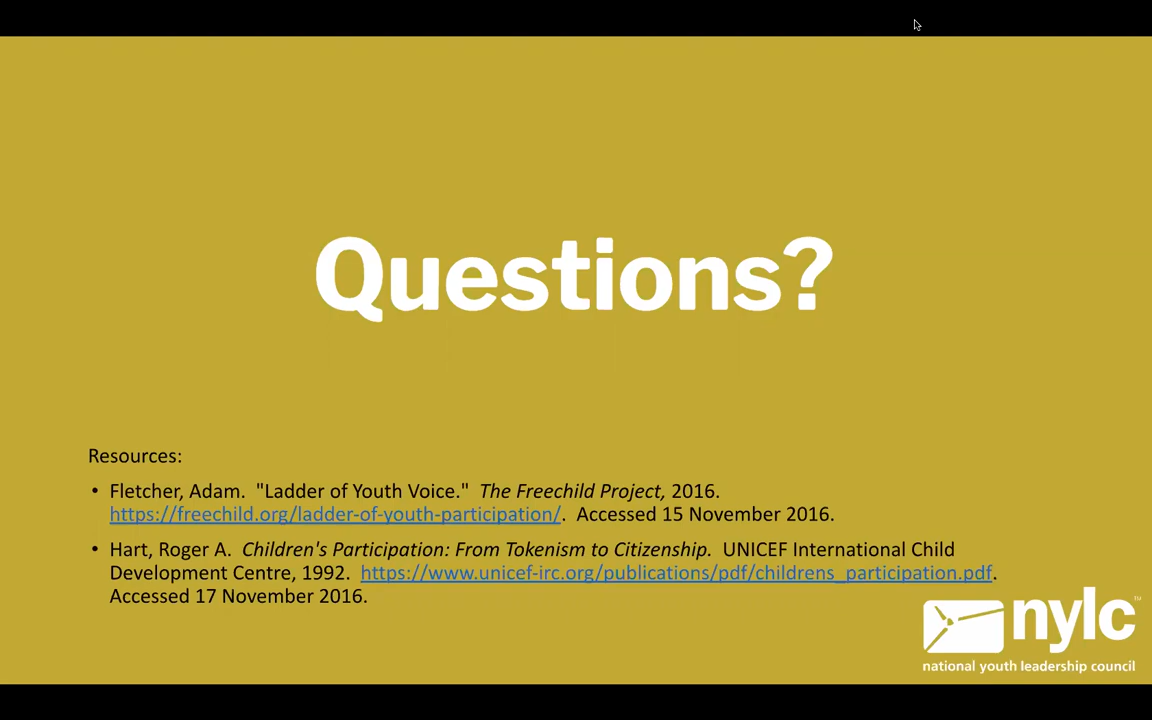 Questions?
Resources:
• Fletcher, Adam.  "Ladder of Youth Voice."  The Freechild Project, 2016.
https://freechild.org/ladder-of-youth-participation/.  Accessed 15 November 2016.
• Hart, Roger A.  Children's Participation: From Tokenism to Citizenship.  UNICEF International Child
Development Centre, 1992.  https://www.unicef-irc.org/publications/pdf/childrens_participation.pdf.
Accessed 17 November 2016.
nylc™
national youth leadership council